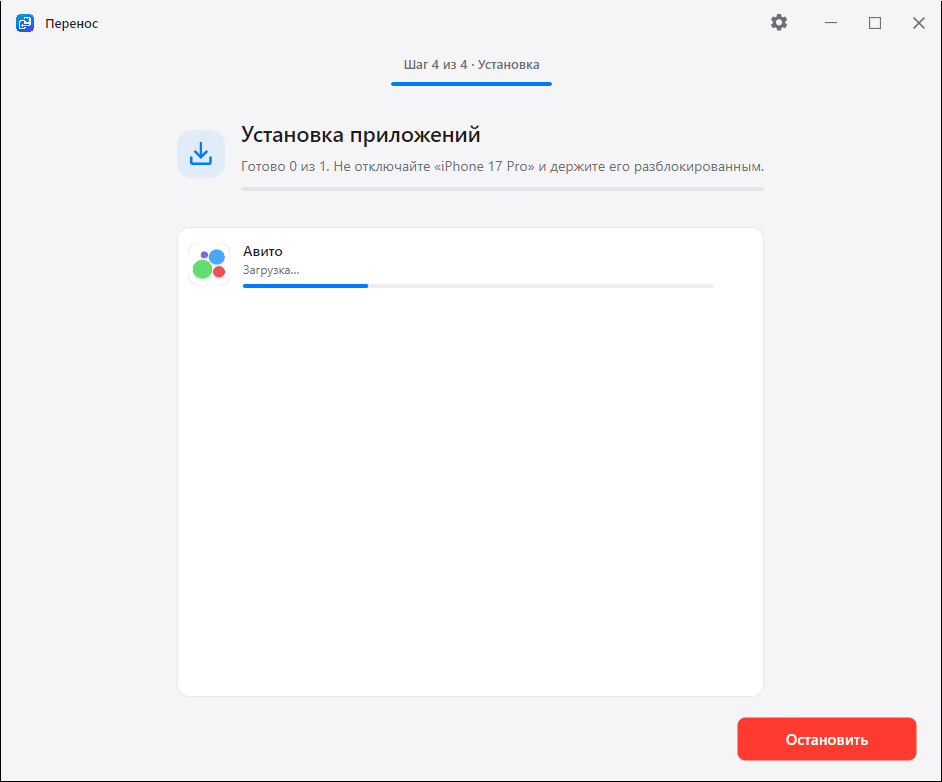 Перенос
Шаг 4 из 4 · Установка
Установка приложений
Готово 0 из 1. Не отключайте «iPhone 17 Pro» и держите его разблокированным.
Авито
Загрузка...
Остановить